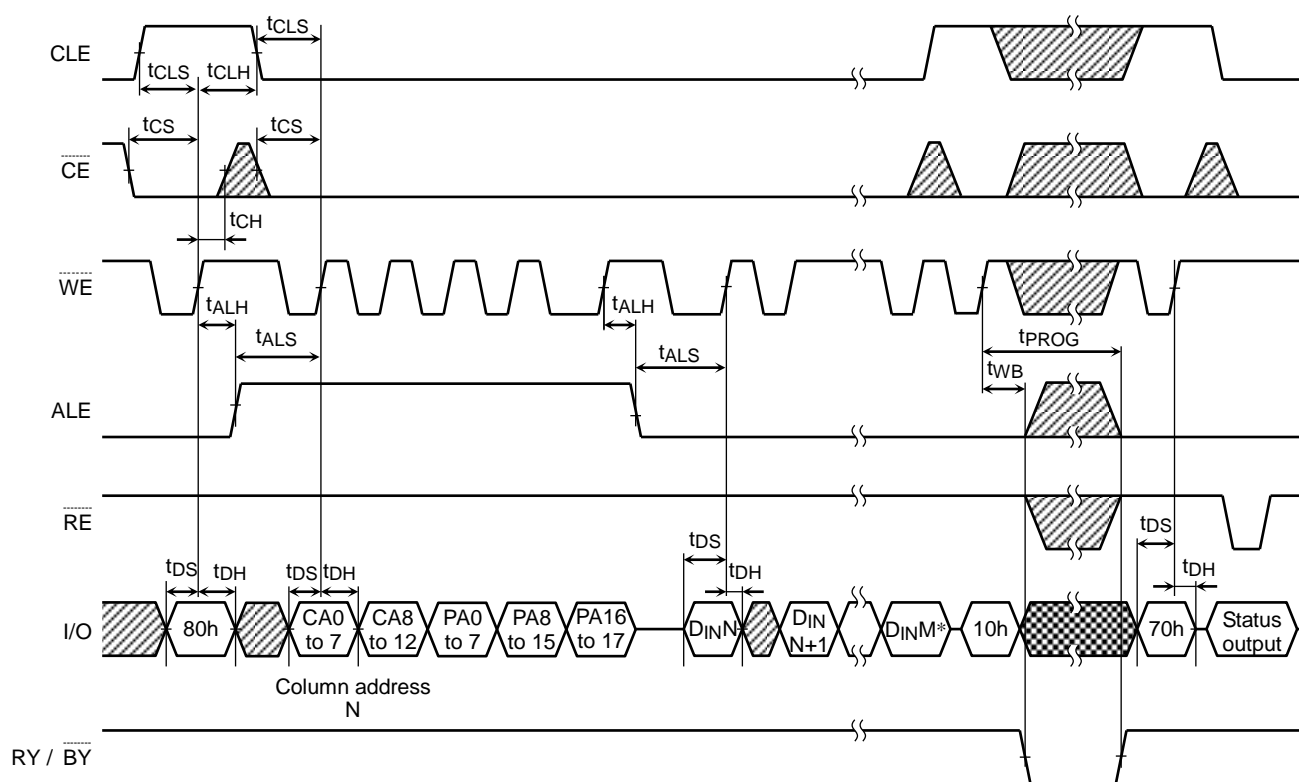 tCLS
CLE
tCLS tCLH
tCS tCS
CE
tCH
WE
tALH tALH
tALS tPROG
tALS
tWB
ALE
RE
tDS tDS
tDS tDH tDS tDH tDH tDH
I/O 80h CA0 to 7 CA8 to 12 PA0 to 7 PA8 to 15 PA16 to 17 DINN DIN N+1 DINM* 10h 70h Status output
Column address
N
RY / BY